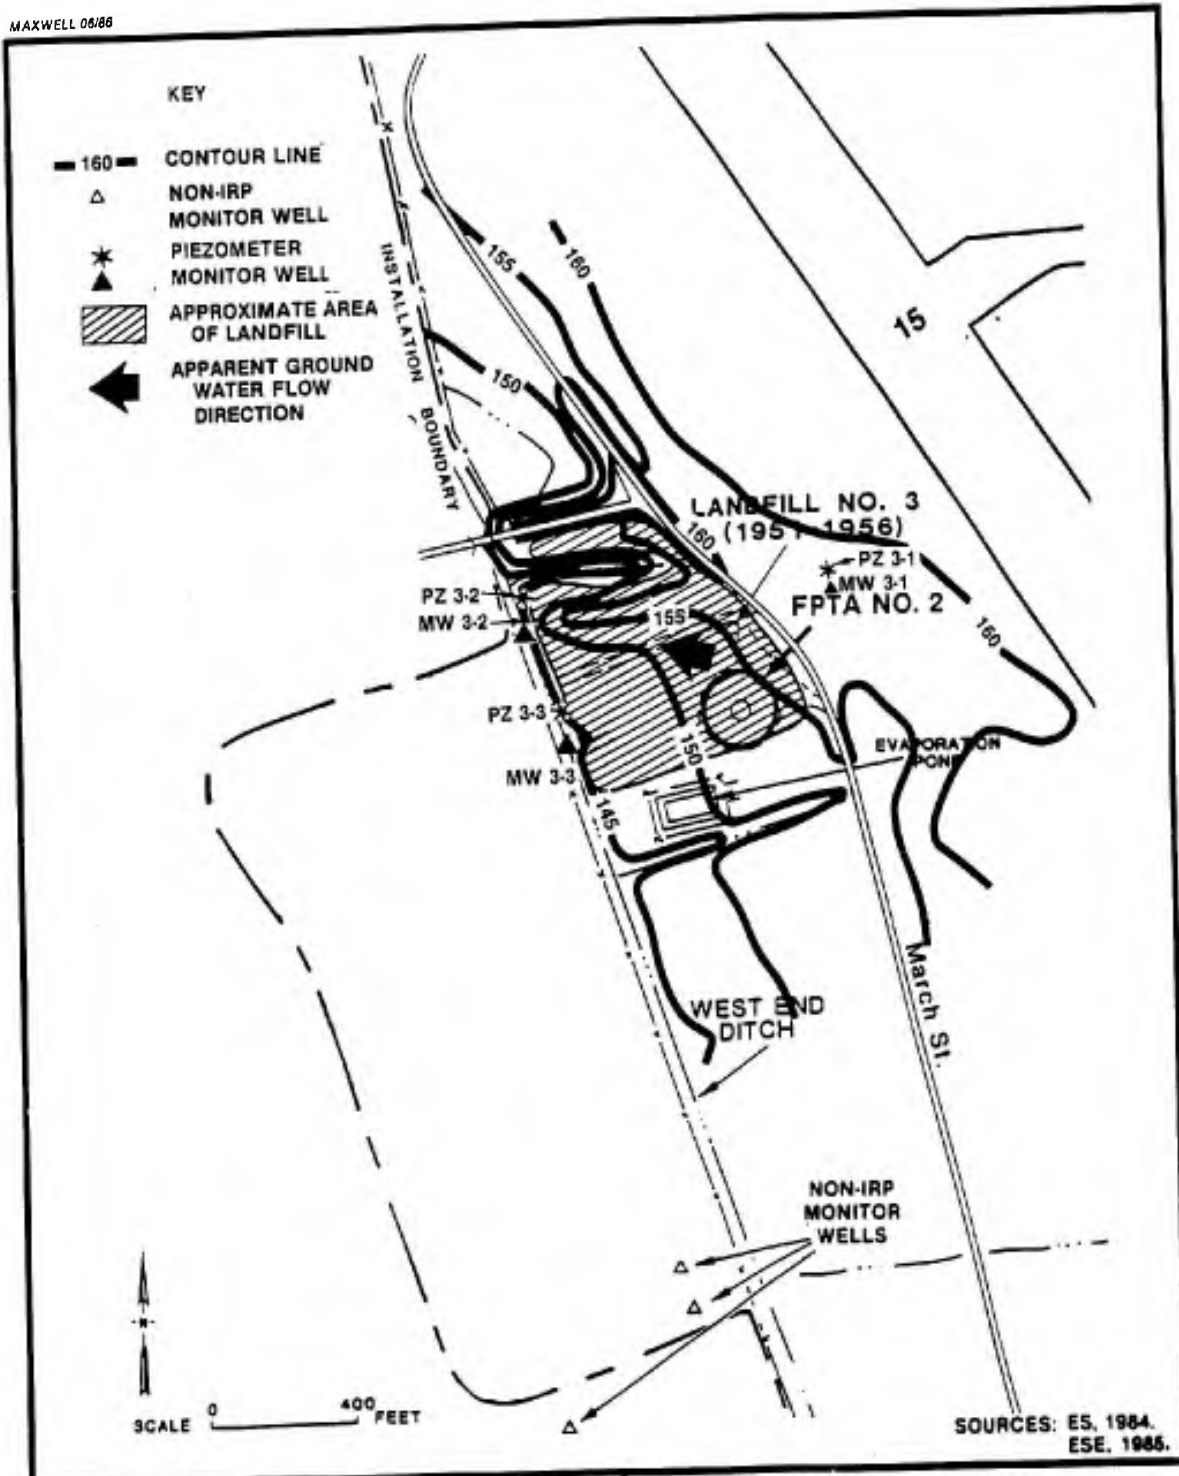 MAXWELL 06/86
KEY
160 CONTOUR LINE
NON-IRP
MONITOR WELL
PIEZOMETER
MONITOR WELL
APPROXIMATE AREA
OF LANDFILL
APPARENT GROUND
WATER FLOW
DIRECTION
INSTALLATION BOUNDARY
155
160
150
15
LANDFILL NO. 3
1956)
160
PZ 3-1
MW 3-1
FPTA NO. 2
PZ 3-2
MW 3-2
155
160
PZ 3-3
MW 3-3
150
EVAPORATION
POND
145
March St.
WEST END
DITCH
NON-IRP
MONITOR
WELLS
N
SCALE 0 400 FEET
SOURCES: ES, 1984.
ESE, 1985.